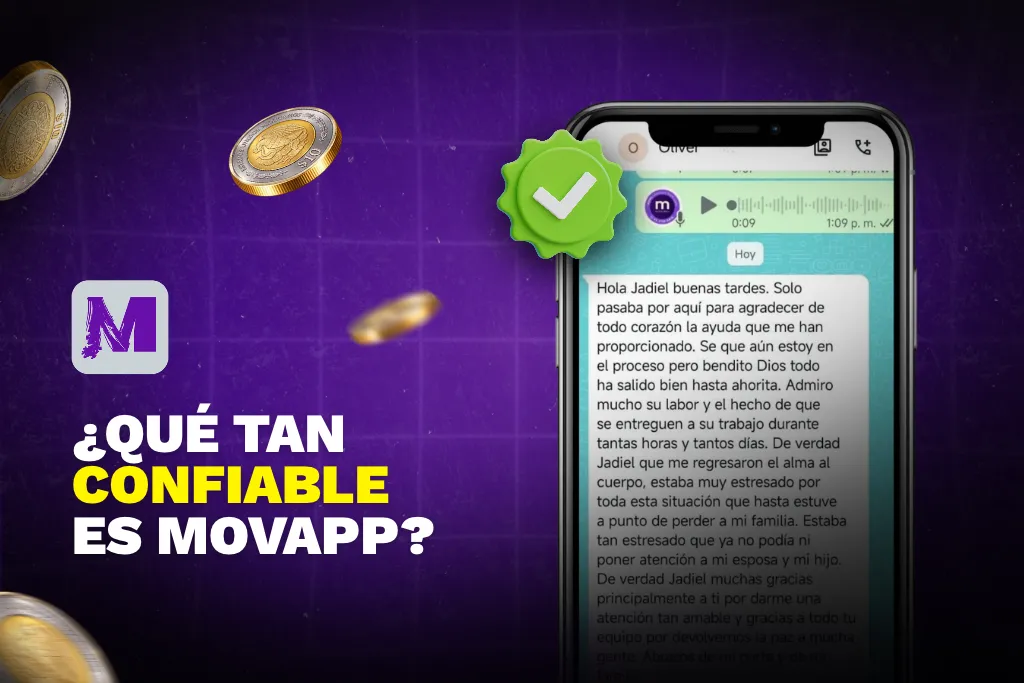 M
¿QUÉ TAN
CONFIABLE
ES MOVAPP?
$10
O
Oliver
m
0:09
1:09 p. m.
Hoy
Hola Jadiel buenas tardes. Solo
pasaba por aquí para agradecer de
todo corazón la ayuda que me han
proporcionado. Se que aún estoy en
el proceso pero bendito Dios todo
ha salido bien hasta ahorita. Admiro
mucho su labor y el hecho de que
se entreguen a su trabajo durante
tantas horas y tantos días. De verdad
Jadiel que me regresaron el alma al
cuerpo, estaba muy estresado por
toda esta situación que hasta estuve
a punto de perder a mi familia. Estaba
tan estresado que ya no podía ni
poner atención a mi esposa y mi hijo.
De verdad Jadiel muchas gracias
principalmente a ti por darme una
atención tan amable y gracias a todo tu
equipo por devolvernos la paz a mucha
gente.